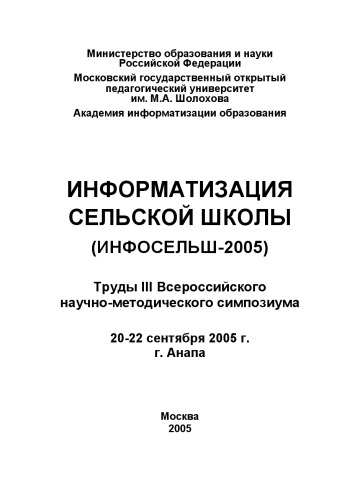 Министерство образования и науки
Российской Федерации
Московский государственный открытый
педагогический университет
им. М.А. Шолохова
Академия информатизации образования
ИНФОРМАТИЗАЦИЯ
СЕЛЬСКОЙ ШКОЛЫ
(ИНФОСЕЛЬШ-2005)
Труды III Всероссийского
научно-методического симпозиума
20-22 сентября 2005 г.
г. Анапа
Москва
2005